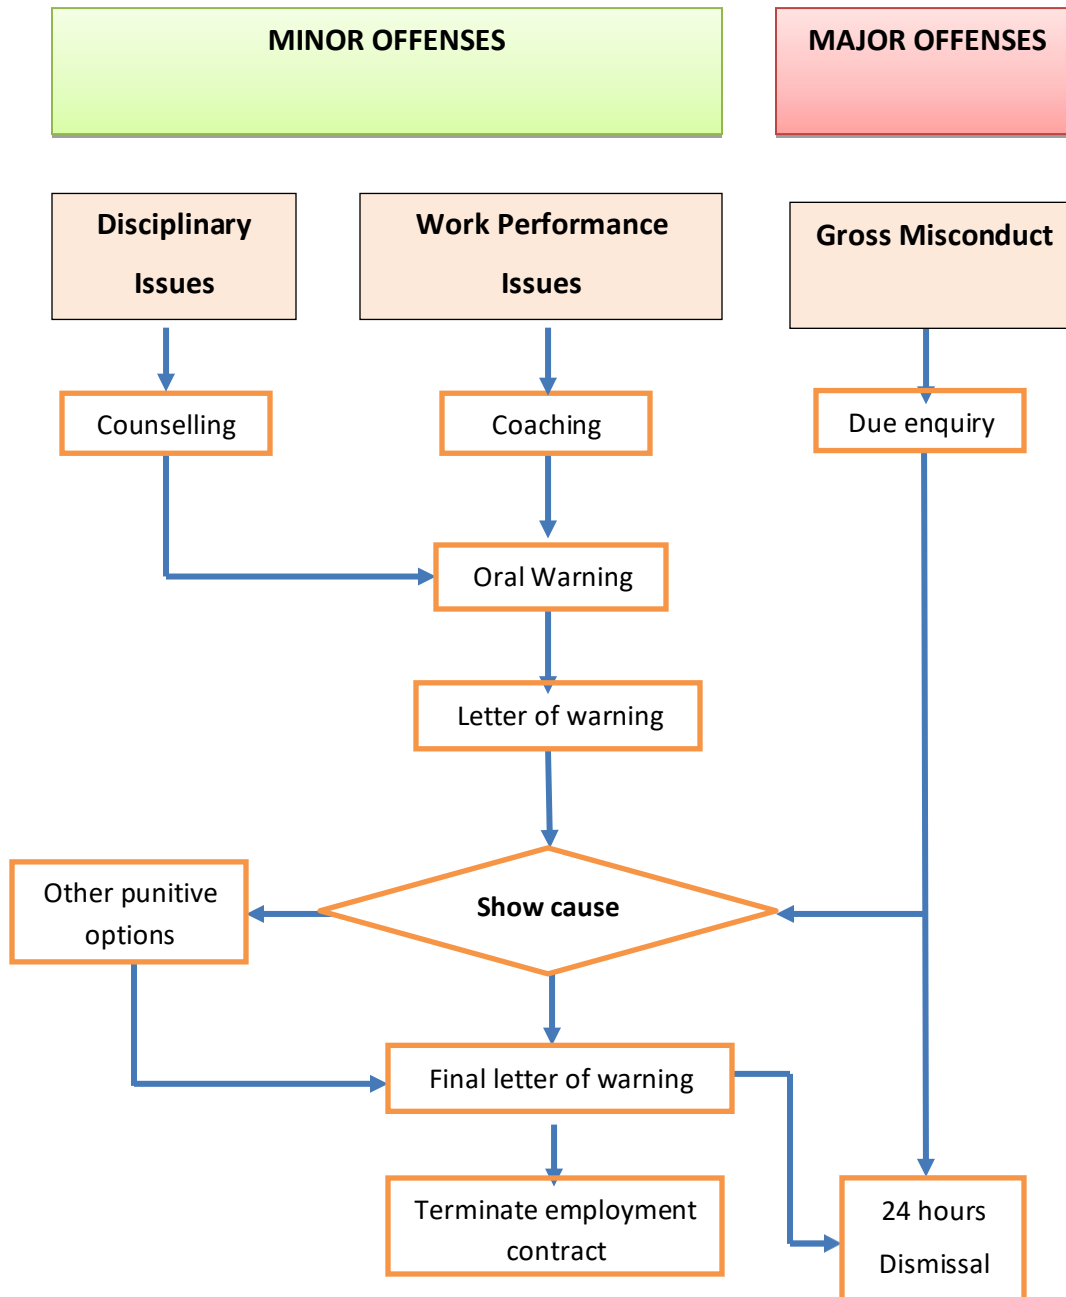 MINOR OFFENSES
MAJOR OFFENSES
Disciplinary
Issues
Work Performance
Issues
Gross Misconduct
Counselling
Coaching
Due enquiry
Oral Warning
Letter of warning
Other punitive
options
Show cause
Final letter of warning
Terminate employment
contract
24 hours
Dismissal